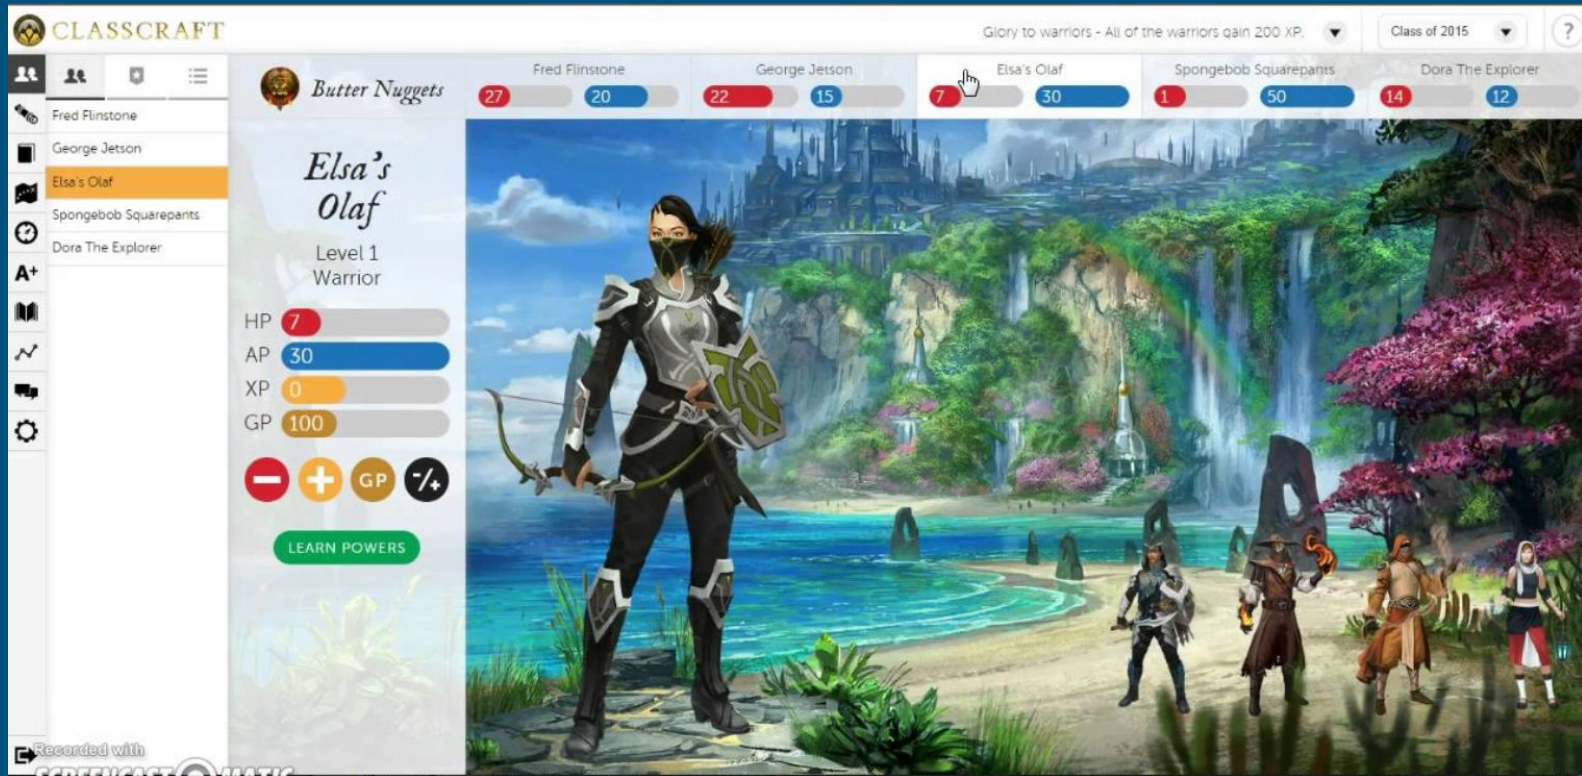 CLASSCRAFT
Glory to warriors - All of the warriors gain 200 XP.
Class of 2015
?
Fred Flinstone
George Jetson
Elsa's Olaf
Spongebob Squarepants
Dora The Explorer
A+
Butter Nuggets
Fred Flinstone
27 20
George Jetson
22 15
Elsa's Olaf
7 30
Spongebob Squarepants
1 50
Dora The Explorer
14 12
Elsa's
Olaf
Level 1
Warrior
HP 7
AP 30
XP 0
GP 100
GP
-/+
LEARN POWERS
Recorded with
SCREENCAST-O-MATIC